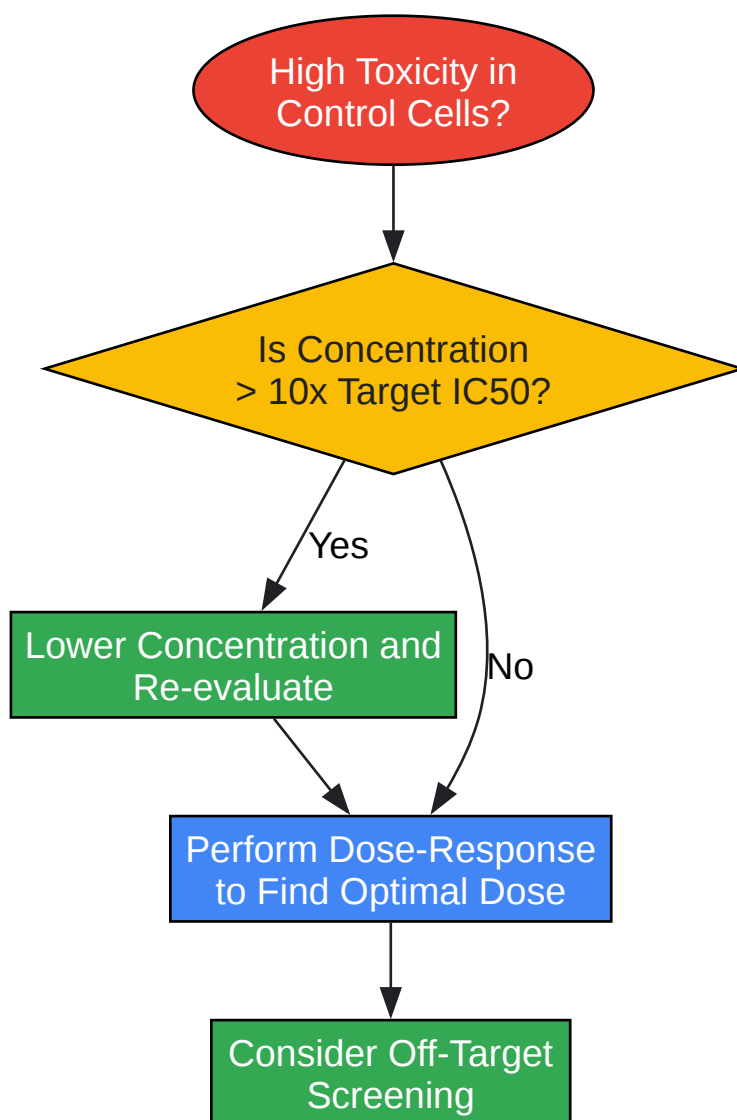 High Toxicity in
Control Cells?
Is Concentration
> 10x Target IC50?
Yes
Lower Concentration and
Re-evaluate
No
Perform Dose-Response
to Find Optimal Dose
Consider Off-Target
Screening